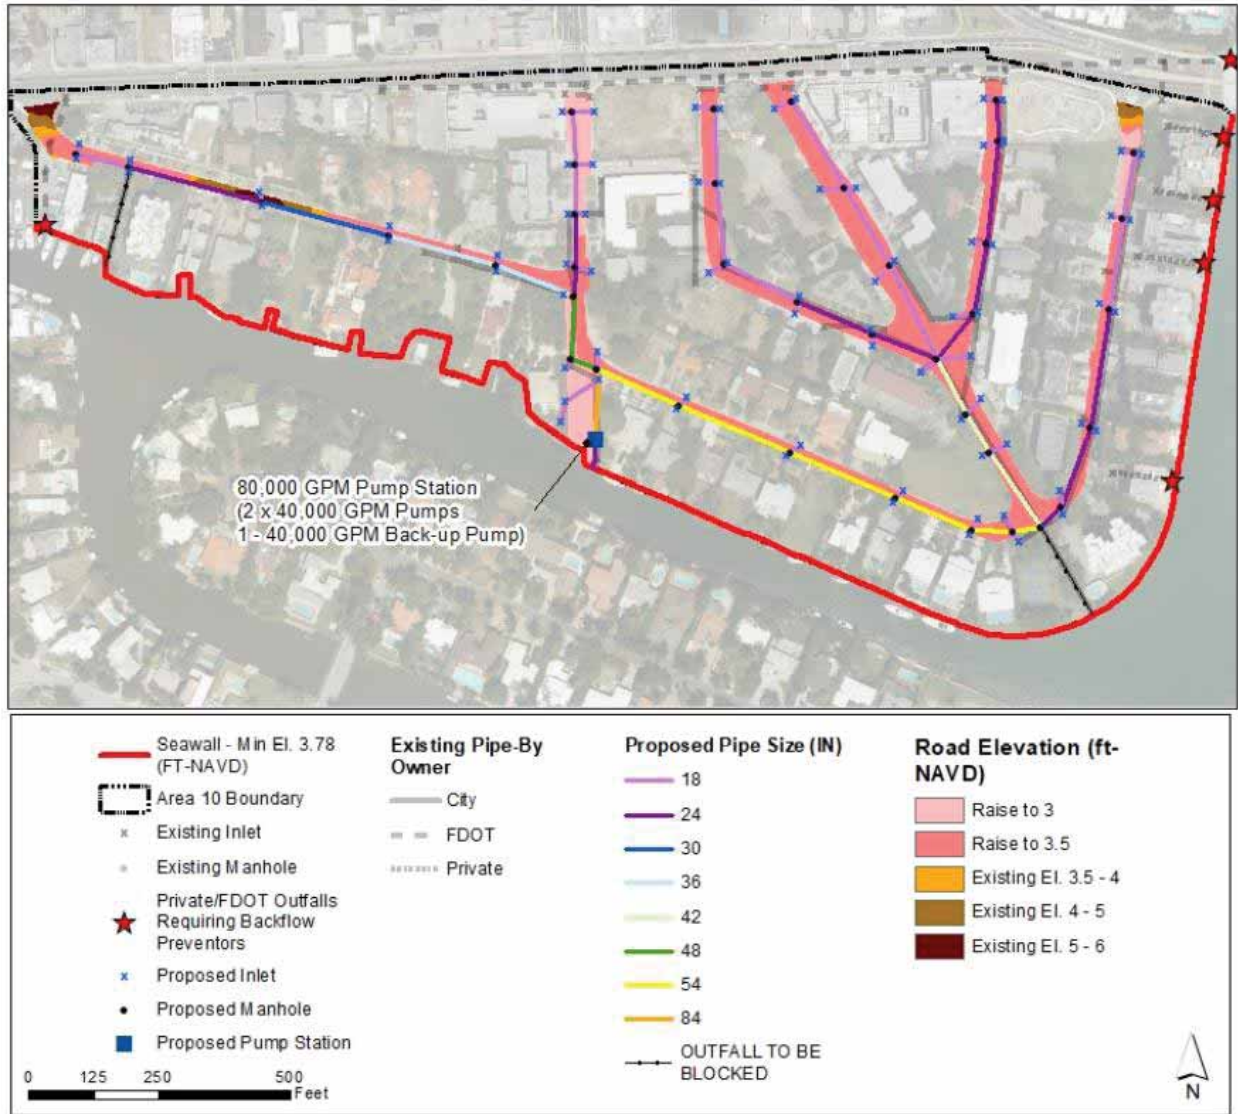 80,000 GPM Pump Station
(2 x 40,000 GPM Pumps
1 - 40,000 GPM Back-up Pump)
Seawall - Min El. 3.78
(FT-NAVD)
Area 10 Boundary
Existing Inlet
Existing Manhole
Private/FDOT Outfalls
Requiring Backflow
Preventors
Proposed Inlet
Proposed Manhole
Proposed Pump Station
0 125 250 500
Feet
Existing Pipe-By
Owner
City
FDOT
Private
Proposed Pipe Size (IN)
18
24
30
36
42
48
54
84
OUTFALL TO BE
BLOCKED
Road Elevation (ft-
NAVD)
Raise to 3
Raise to 3.5
Existing El. 3.5 - 4
Existing El. 4 - 5
Existing El. 5 - 6
N